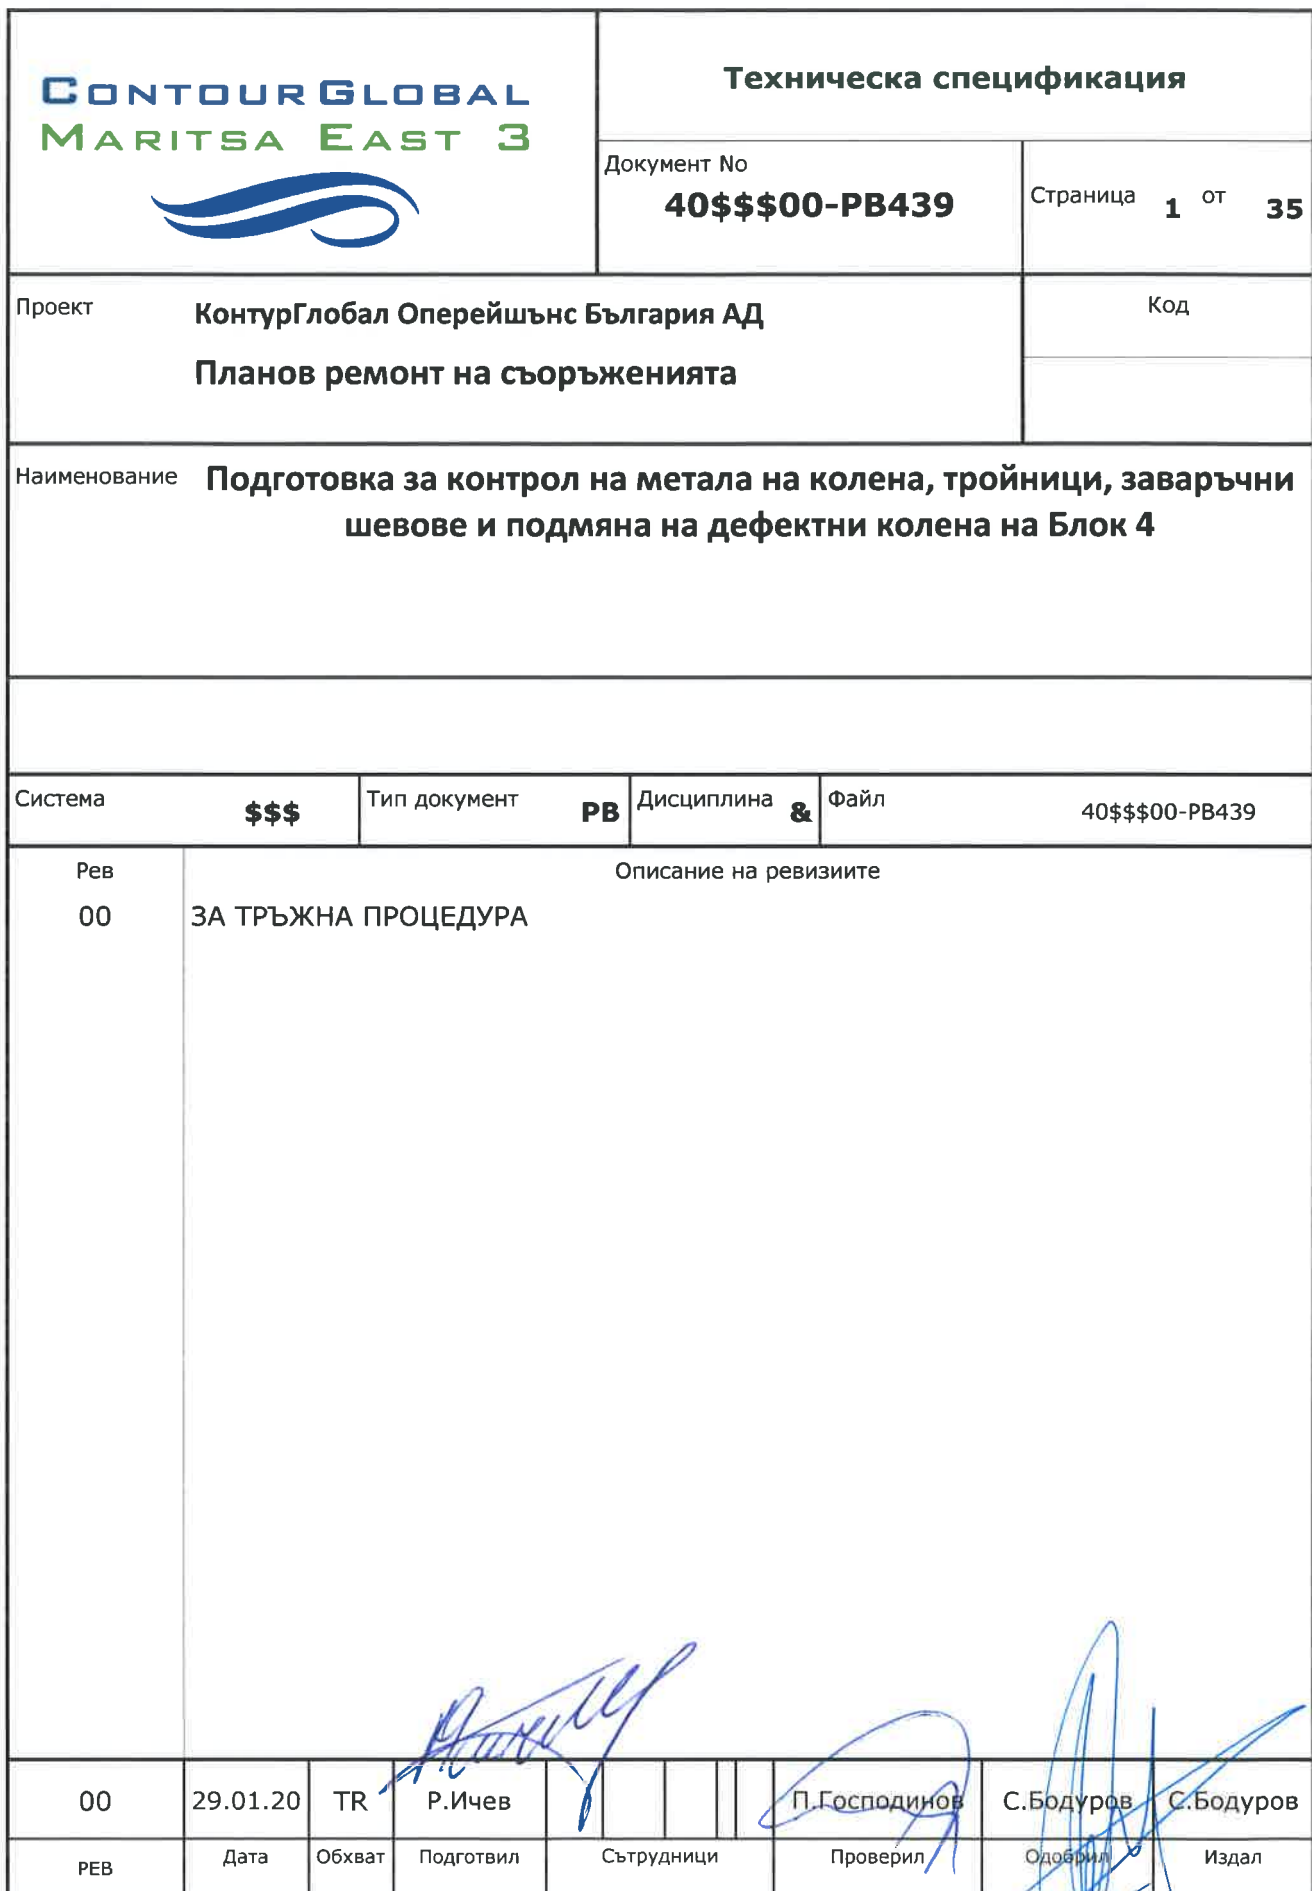 CONTOUR GLOBAL
MARITSA EAST 3
Техническа спецификация
Документ No
40$$$00-PB439
Страница 1 от 35
Проект
КонтурГлобал Оперейшънс България АД
Планов ремонт на съоръженията
Код
Наименование
Подготовка за контрол на метала на колена, тройници, заваръчни
шевове и подмяна на дефектни колена на Блок 4
Система $$$
Тип документ PB
Дисциплина &
Файл 40$$$00-PB439
Рев
Описание на ревизиите
00 ЗА ТРЪЖНА ПРОЦЕДУРА
00 29.01.20 TR Р.Ичев П.Господинов С.Бодуров С.Бодуров
РЕВ Дата Обхват Подготвил Сътрудници Проверил Одобрил Издал